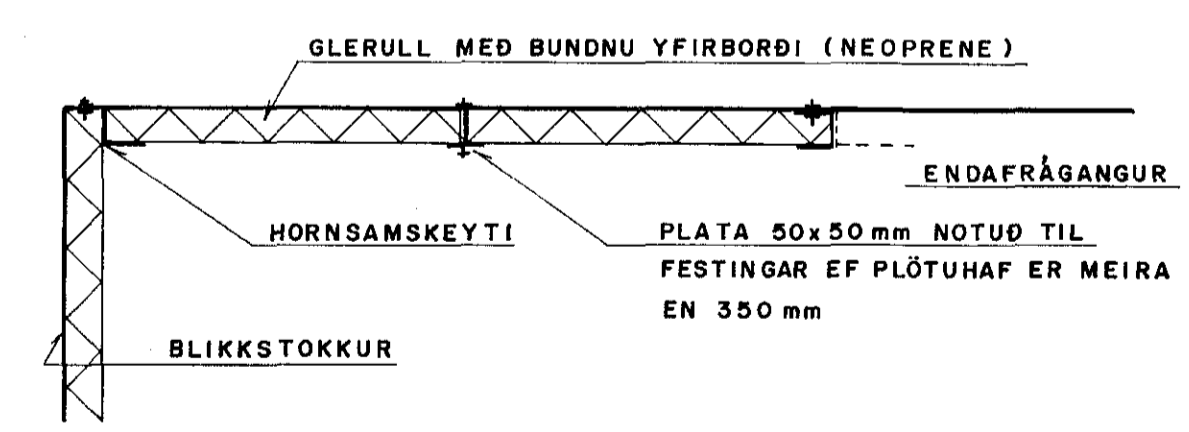 GLERULL MEÐ BUNDNU YFIRBORÐI (NEOPRENE)
ENDAFRÁGANGUR
HORNSAMSKEYTI
PLATA 50x50 mm NOTUÐ TIL
FESTINGAR EF PLÖTUHAF ER MEIRA
EN 350 mm
BLIKKSTOKKUR